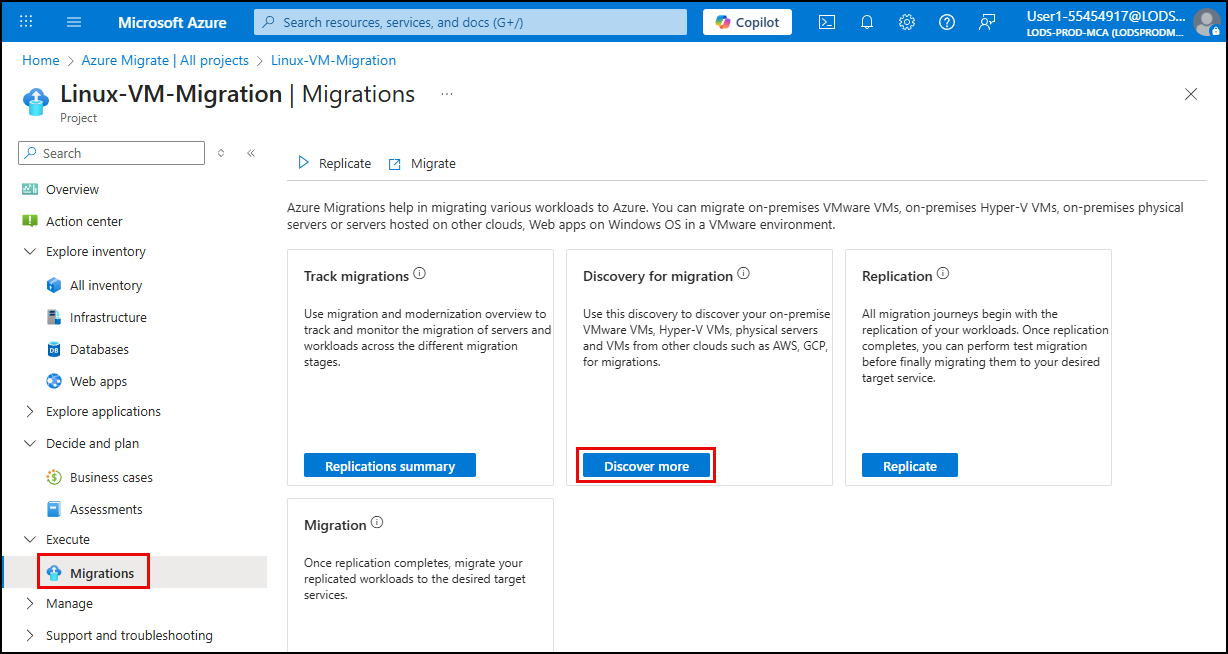 Microsoft Azure
Search resources, services, and docs (G+/)
Copilot
User1-55454917@LODS...
LODS-PROD-MCA (LODSPRODM...
Home > Azure Migrate | All projects > Linux-VM-Migration
Linux-VM-Migration | Migrations ...
Project
Search
Overview
Action center
Explore inventory
All inventory
Infrastructure
Databases
Web apps
Explore applications
Decide and plan
Business cases
Assessments
Execute
Migrations
Manage
Support and troubleshooting
Replicate
Migrate
Azure Migrations help in migrating various workloads to Azure. You can migrate on-premises VMware VMs, on-premises Hyper-V VMs, on-premises physical
servers or servers hosted on other clouds, Web apps on Windows OS in a VMware environment.
Track migrations
Use migration and modernization overview to
track and monitor the migration of servers and
workloads across the different migration
stages.
Replications summary
Discovery for migration
Use this discovery to discover your on-premise
VMware VMs, Hyper-V VMs, physical servers
and VMs from other clouds such as AWS, GCP,
for migrations.
Discover more
Replication
All migration journeys begin with the
replication of your workloads. Once replication
completes, you can perform test migration
before finally migrating them to your desired
target service.
Replicate
Migration
Once replication completes, migrate your
replicated workloads to the desired target
services.